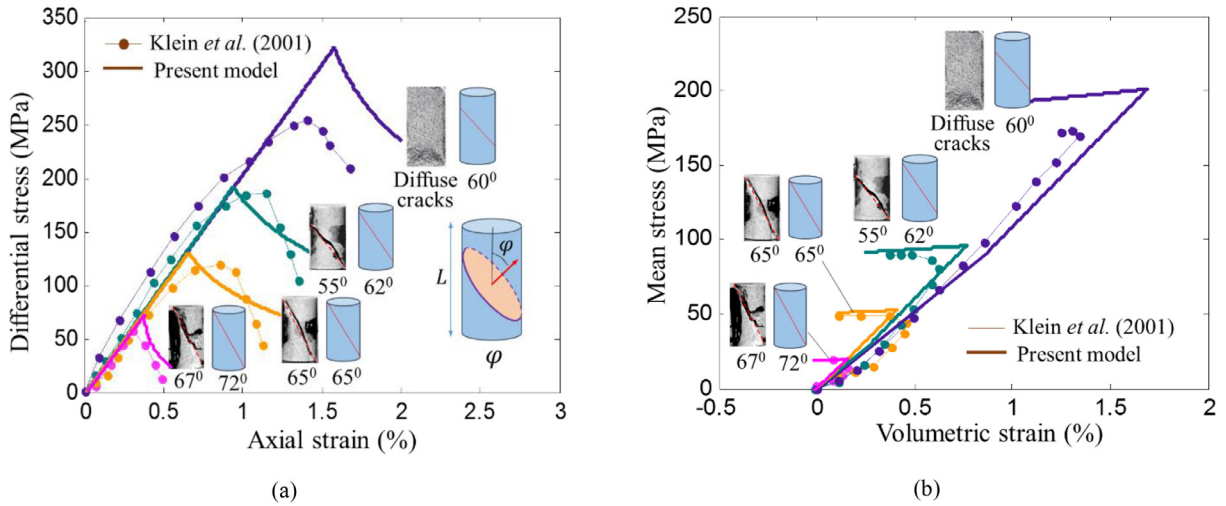 350
300
250
200
150
100
50
0
Differential stress (MPa)
Klein et al. (2001)
Present model
Diffuse
cracks
60⁰
55⁰ 62⁰
67⁰ 72⁰
65⁰ 65⁰
L
φ
φ
0 0.5 1 1.5 2 2.5 3
Axial strain (%)
(a)
250
200
150
100
50
0
Mean stress (MPa)
Diffuse
cracks
60⁰
65⁰ 65⁰
55⁰ 62⁰
67⁰ 72⁰
Klein et al. (2001)
Present model
-0.5 0 0.5 1 1.5 2
Volumetric strain (%)
(b)